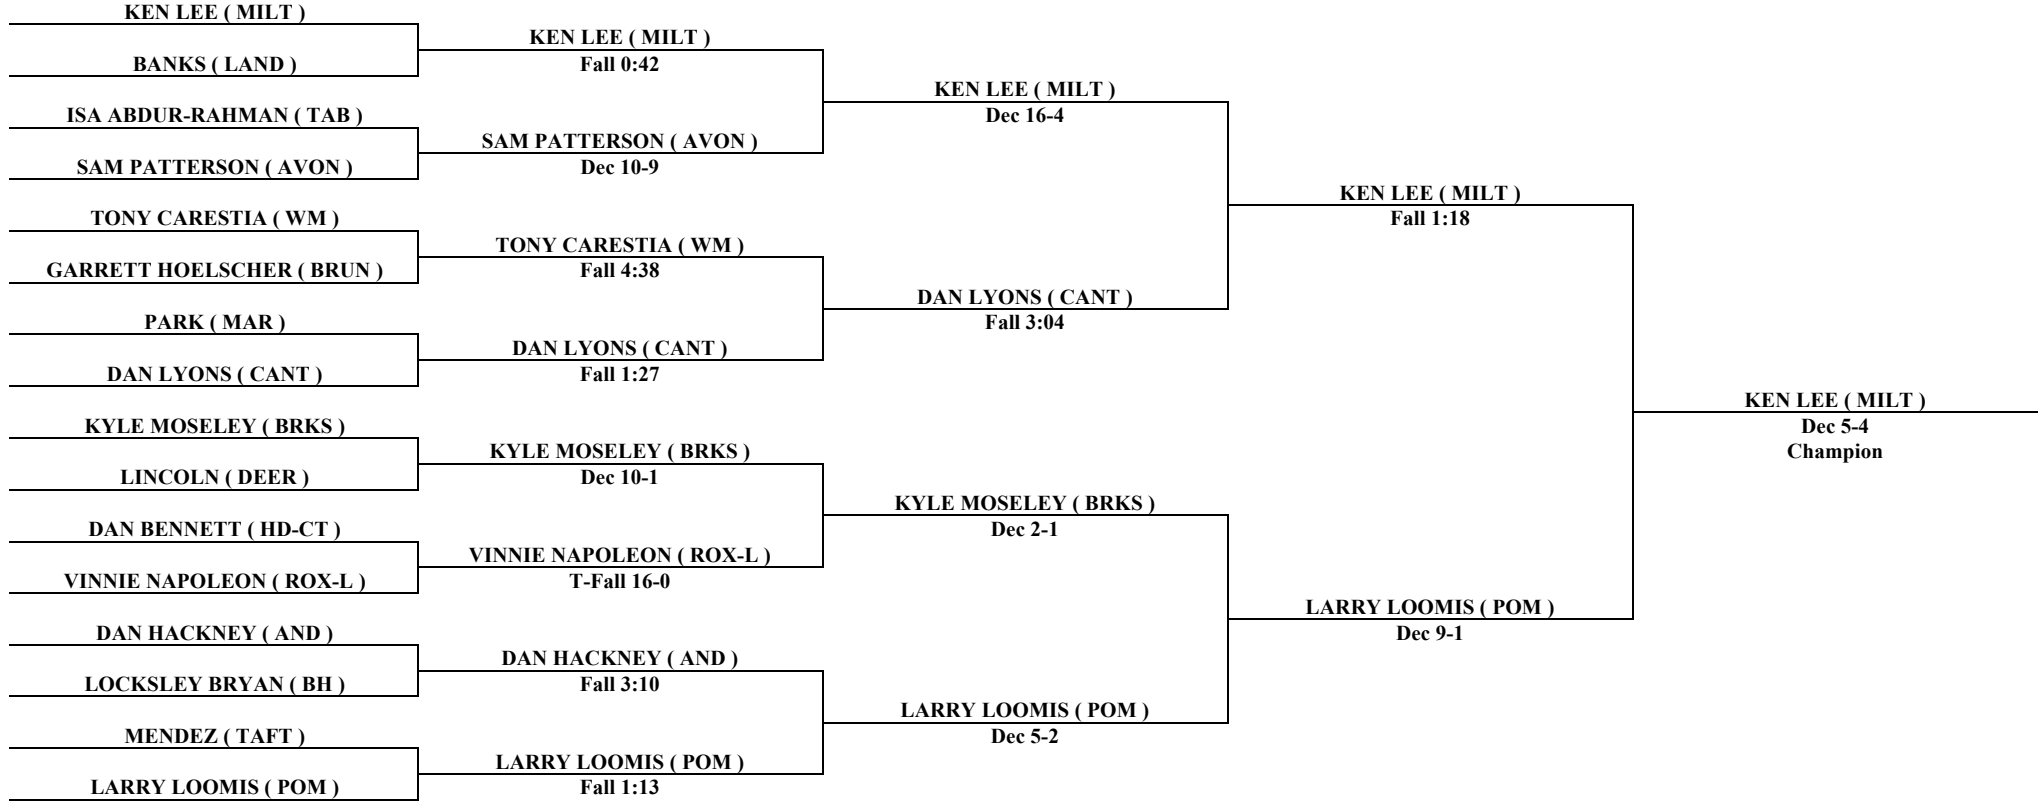 KEN LEE ( MILT )
BANKS ( LAND )
ISA ABDUR-RAHMAN ( TAB )
SAM PATTERSON ( AVON )
TONY CARESTIA ( WM )
GARRETT HOELSCHER ( BRUN )
PARK ( MAR )
DAN LYONS ( CANT )
KYLE MOSELEY ( BRKS )
LINCOLN ( DEER )
DAN BENNETT ( HD-CT )
VINNIE NAPOLEON ( ROX-L )
DAN HACKNEY ( AND )
LOCKSLEY BRYAN ( BH )
MENDEZ ( TAFT )
LARRY LOOMIS ( POM )
KEN LEE ( MILT )
Fall 0:42
SAM PATTERSON ( AVON )
Dec 10-9
TONY CARESTIA ( WM )
Fall 4:38
DAN LYONS ( CANT )
Fall 1:27
KYLE MOSELEY ( BRKS )
Dec 10-1
VINNIE NAPOLEON ( ROX-L )
T-Fall 16-0
DAN HACKNEY ( AND )
Fall 3:10
LARRY LOOMIS ( POM )
Fall 1:13
KEN LEE ( MILT )
Dec 16-4
DAN LYONS ( CANT )
Fall 3:04
KYLE MOSELEY ( BRKS )
Dec 2-1
LARRY LOOMIS ( POM )
Dec 5-2
KEN LEE ( MILT )
Fall 1:18
LARRY LOOMIS ( POM )
Dec 9-1
KEN LEE ( MILT )
Dec 5-4
Champion